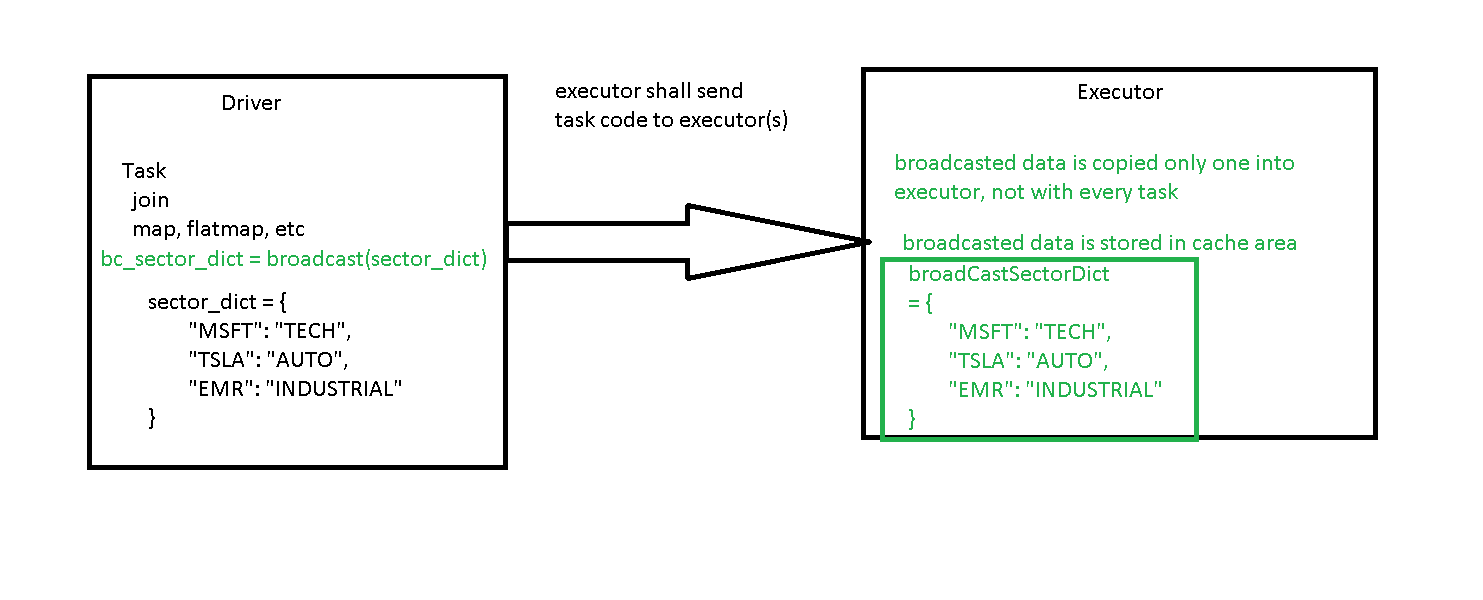 Driver
Task
join
map, flatmap, etc
bc_sector_dict = broadcast(sector_dict)
sector_dict = {
"MSFT": "TECH",
"TSLA": "AUTO",
"EMR": "INDUSTRIAL"
}
executor shall send
task code to executor(s)
Executor
broadcasted data is copied only one into
executor, not with every task
broadcasted data is stored in cache area
broadCastSectorDict
= {
"MSFT": "TECH",
"TSLA": "AUTO",
"EMR": "INDUSTRIAL"
}